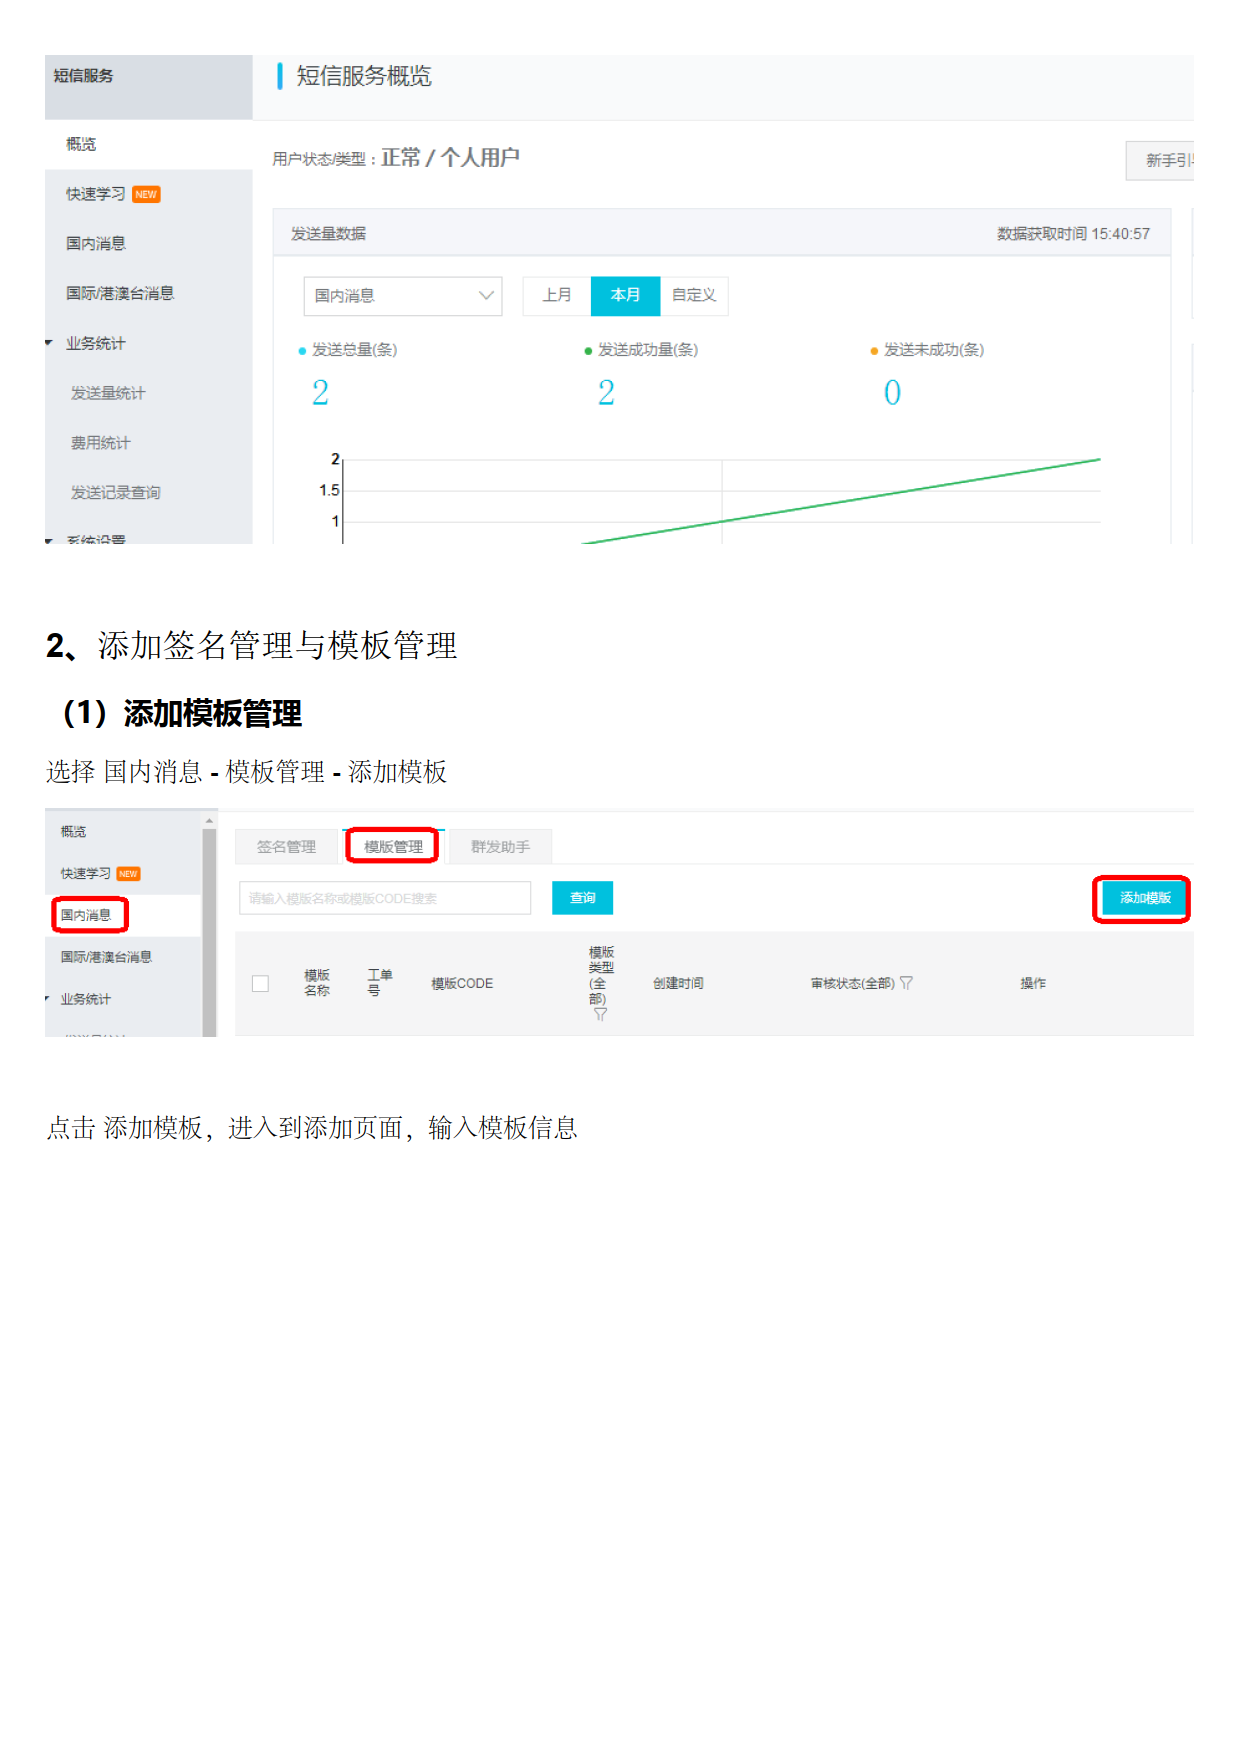 短信服务
短信服务概览
概览
用户状态/类型：正常 / 个人用户
新手引
快速学习 NEW
国内消息
国际/港澳台消息
业务统计
发送量统计
费用统计
发送记录查询
系统设置
发送量数据
数据获取时间 15:40:57
国内消息
上月
本月
自定义
发送总量(条)
发送成功量(条)
发送未成功(条)
2
2
0
2
1.5
1
2、添加签名管理与模板管理
（1）添加模板管理
选择 国内消息 - 模板管理 - 添加模板
概览
快速学习 NEW
国内消息
国际/港澳台消息
业务统计
签名管理
模版管理
群发助手
请输入模版名称或模版CODE搜索
查询
添加模版
模版
名称
工单
号
模版CODE
模版
类型
(全
部)
创建时间
审核状态(全部)
操作
点击 添加模板，进入到添加页面，输入模板信息